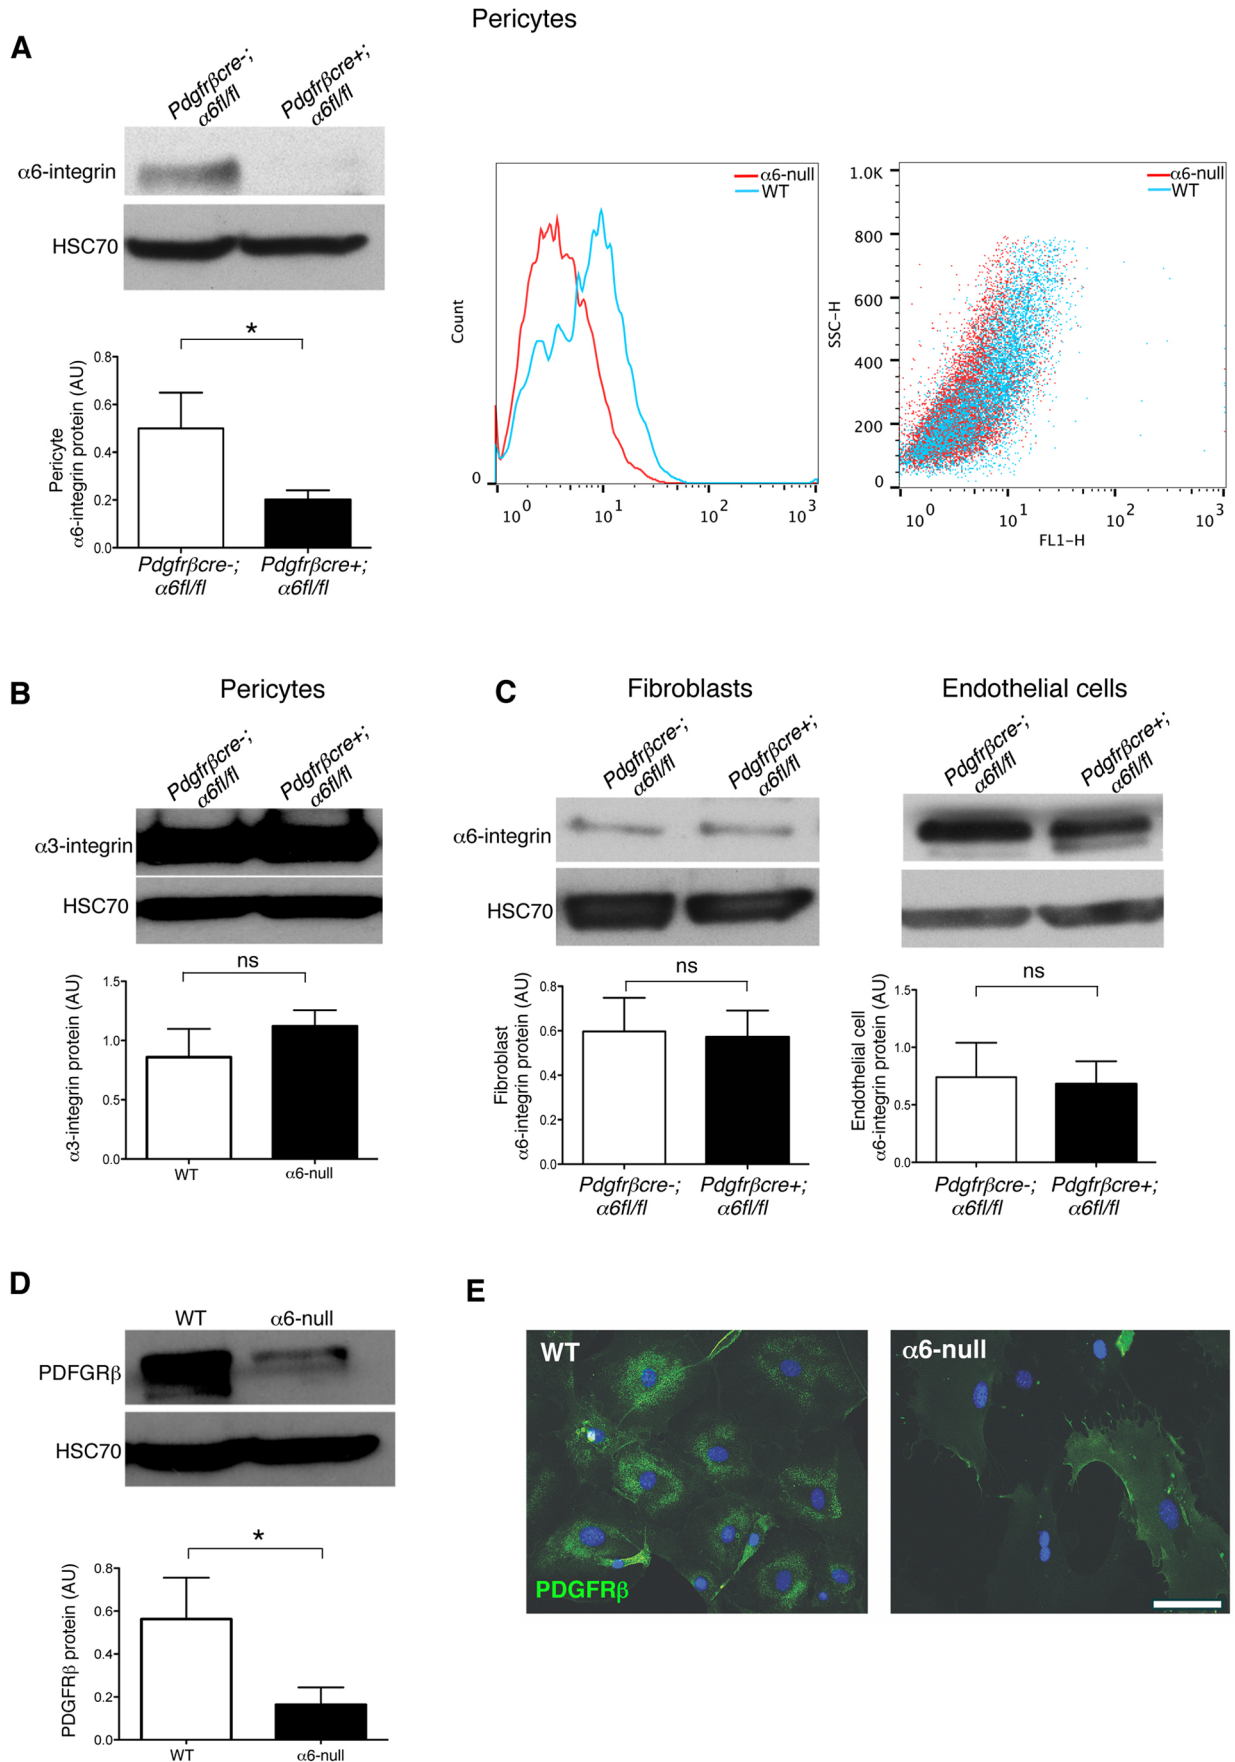 Pericytes
A
Pdgfrβcre-;
α6fl/fl
Pdgfrβcre+;
α6fl/fl
α6-integrin
HSC70
*
Pericyte
α6-integrin protein (AU)
0.8
0.6
0.4
0.2
0.0
Pdgfrβcre-;
α6fl/fl
Pdgfrβcre+;
α6fl/fl
α6-null
WT
Count
0
10^0
10^1
10^2
10^3
α6-null
WT
SSC-H
1.0K
800
600
400
200
0
10^0
10^1
10^2
10^3
FL1-H
B
Pericytes
Pdgfrβcre-;
α6fl/fl
Pdgfrβcre+;
α6fl/fl
α3-integrin
HSC70
ns
α3-integrin protein (AU)
1.5
1.0
0.5
0.0
WT
α6-null
C
Fibroblasts
Pdgfrβcre-;
α6fl/fl
Pdgfrβcre+;
α6fl/fl
α6-integrin
HSC70
ns
Fibroblast
α6-integrin protein (AU)
0.8
0.6
0.4
0.2
0.0
Pdgfrβcre-;
α6fl/fl
Pdgfrβcre+;
α6fl/fl
Endothelial cells
Pdgfrβcre-;
α6fl/fl
Pdgfrβcre+;
α6fl/fl
ns
Endothelial cell
α6-integrin protein (AU)
1.5
1.0
0.5
0.0
Pdgfrβcre-;
α6fl/fl
Pdgfrβcre+;
α6fl/fl
D
WT
α6-null
PDFGRβ
HSC70
*
PDGFRβ protein (AU)
0.8
0.6
0.4
0.2
0.0
WT
α6-null
E
WT
PDGFRβ
α6-null